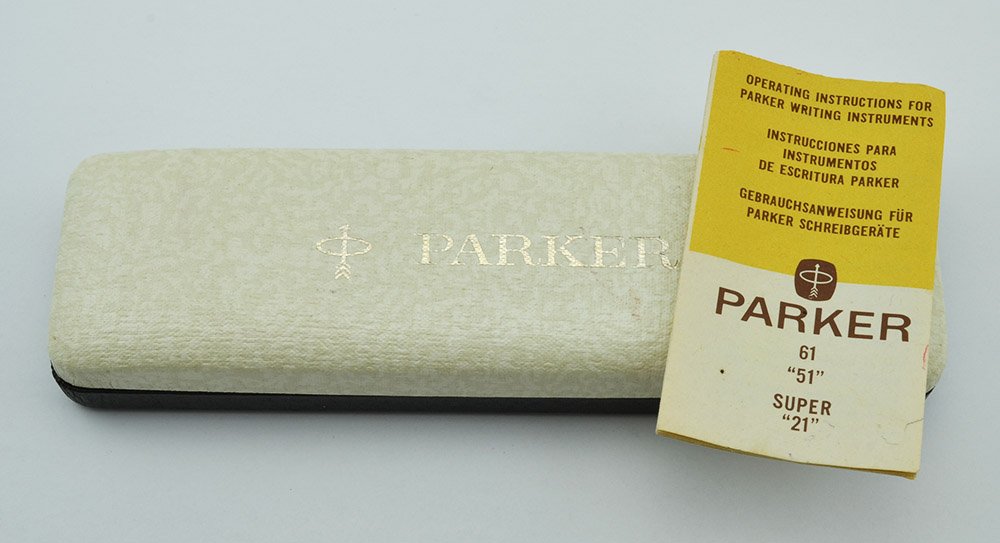 PARKER
OPERATING INSTRUCTIONS FOR
PARKER WRITING INSTRUMENTS
INSTRUCCIONES PARA
INSTRUMENTOS
DE ESCRITURA PARKER
GEBRAUCHSANWEISUNG FÜR
PARKER SCHREIBGERÄTE
PARKER
61
"51"
SUPER
"21"